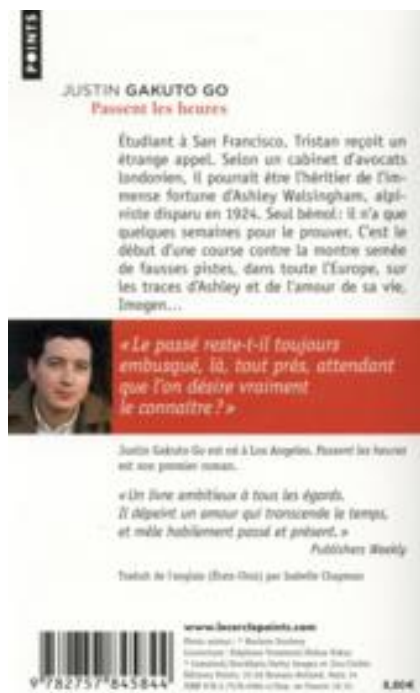 POINTS
JUSTIN GAKUTO GO
Passent les heures
Étudiant à San Francisco, Tristan reçoit un
étrange appel. Selon un cabinet d'avocats
londonien, il pourrait être l'héritier de l'im-
mense fortune d'Ashley Walsingham, alpi-
niste disparu en 1924. Seul bémol : il n'a que
quelques semaines pour le prouver. C'est le
début d'une course contre la montre semée
de fausses pistes, dans toute l'Europe, sur
les traces d'Ashley et de l'amour de sa vie,
Imogen...
« Le passé reste-t-il toujours
embusqué, là, tout près, attendant
que l'on désire vraiment
le connaître ? »
Justin Gakuto Go est né à Los Angeles. Passent les heures
est son premier roman.
« Un livre ambitieux à tous les égards.
Il dépeint un amour qui transcende le temps,
et mêle habilement passé et présent. »
Publishers Weekly
Traduit de l'anglais (États-Unis) par Isabelle Chapman
www.lecerclepoints.com
9 782757 845844
8,00€